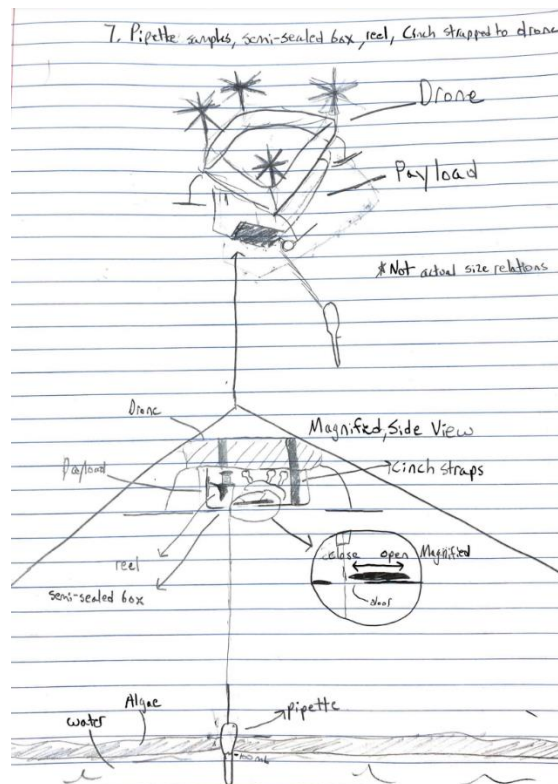 7. Pipette samples, semi-sealed box, reel, Cinch strapped to drone
Drone
Payload
*Not actual size relations
Drone
Magnified, Side View
Payload
Cinch straps
close open Magnified
door
reel
semi-sealed box
pipette
Algae
water